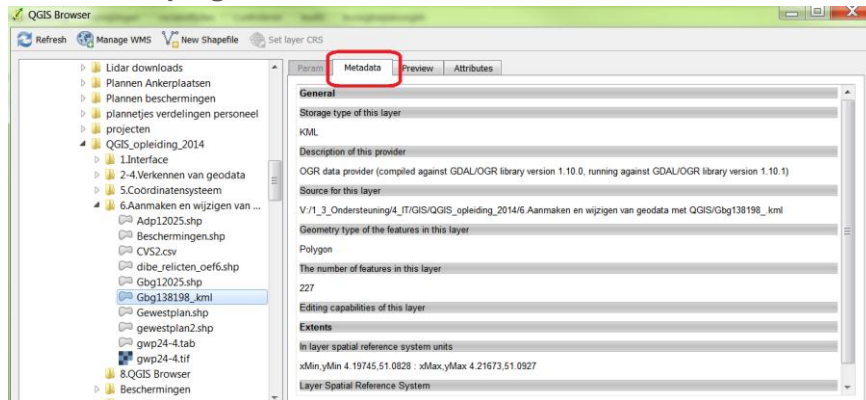 QGIS Browser
Refresh Manage WMS New Shapefile Set layer CRS
Lidar downloads
Plannen Ankerplaatsen
Plannen beschermingen
plannetjes verdelingen personeel
projecten
QGIS_opleiding_2014
1.Interface
2-4.Verkennen van geodata
5.Coördinatensysteem
6.Aanmaken en wijzigen van ...
Adp12025.shp
Beschermingen.shp
CVS2.csv
dibe_relicten_oef6.shp
Gbg12025.shp
Gbg138198_.kml
Gewestplan.shp
gewestplan2.shp
gwp24-4.tab
gwp24-4.tif
8.QGIS Browser
Beschermingen
Param Metadata Preview Attributes
General
Storage type of this layer
KML
Description of this provider
OGR data provider (compiled against GDAL/OGR library version 1.10.0, running against GDAL/OGR library version 1.10.1)
Source for this layer
V:/1_3_Ondersteuning/4_IT/GIS/QGIS_opleiding_2014/6.Aanmaken en wijzigen van geodata met QGIS/Gbg138198_.kml
Geometry type of the features in this layer
Polygon
The number of features in this layer
227
Editing capabilities of this layer
Extents
In layer spatial reference system units
xMin,yMin 4.19745,51.0828 : xMax,yMax 4.21673,51.0927
Layer Spatial Reference System